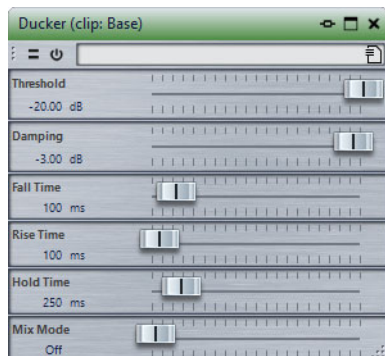 Ducker (clip: Base)
Threshold
-20.00 dB
Damping
-3.00 dB
Fall Time
100 ms
Rise Time
100 ms
Hold Time
250 ms
Mix Mode
Off